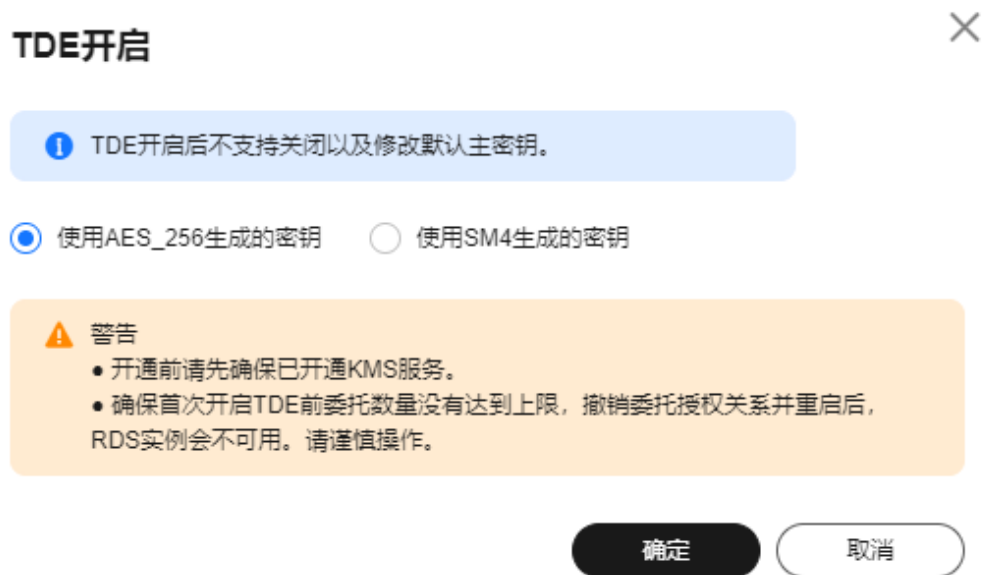 TDE开启
TDE开启后不支持关闭以及修改默认主密钥。
使用AES_256生成的密钥 使用SM4生成的密钥
警告
● 开通前请先确保已开通KMS服务。
● 确保首次开启TDE前委托数量没有达到上限，撤销委托授权关系并重启后，
RDS实例会不可用。请谨慎操作。
确定 取消